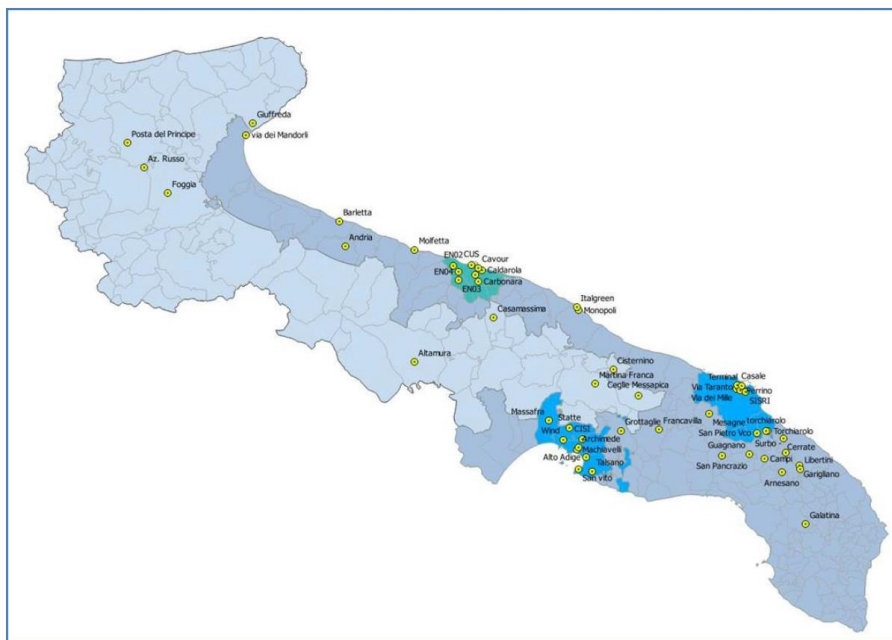 Giuffreda
via dei Mandorli
Posta del Principe
Az. Russo
Foggia
Barletta
Andria
Molfetta
EN02 CUS
Cavour
EN04
Caldarola
Carbonara
EN03
Italgreen
Monopoli
Casamassima
Altamura
Cisternino
Martina Franca
Ceglie Messapica
Terminal Casale
Via Taranto
Perrino
Via dei Mille
SISRI
Massafra
Statte
Wind
CISI
Grottaglie
Francavilla
Mesagne
torchiarolo
Archimede
San Pietro Vco
Torchiarolo
Machiavelli
Guagnano
Surbo -
Cerrate
Alto Adige
Talsano
San Pancrazio
Campi
Libertini
San vito
Arnesano
Garigliano
Galatina